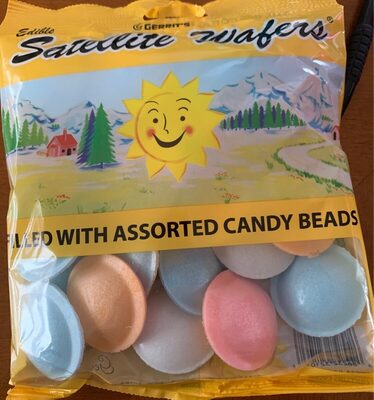 Edible
GERRIT'S
Satellite wafers
FILLED WITH ASSORTED CANDY BEADS